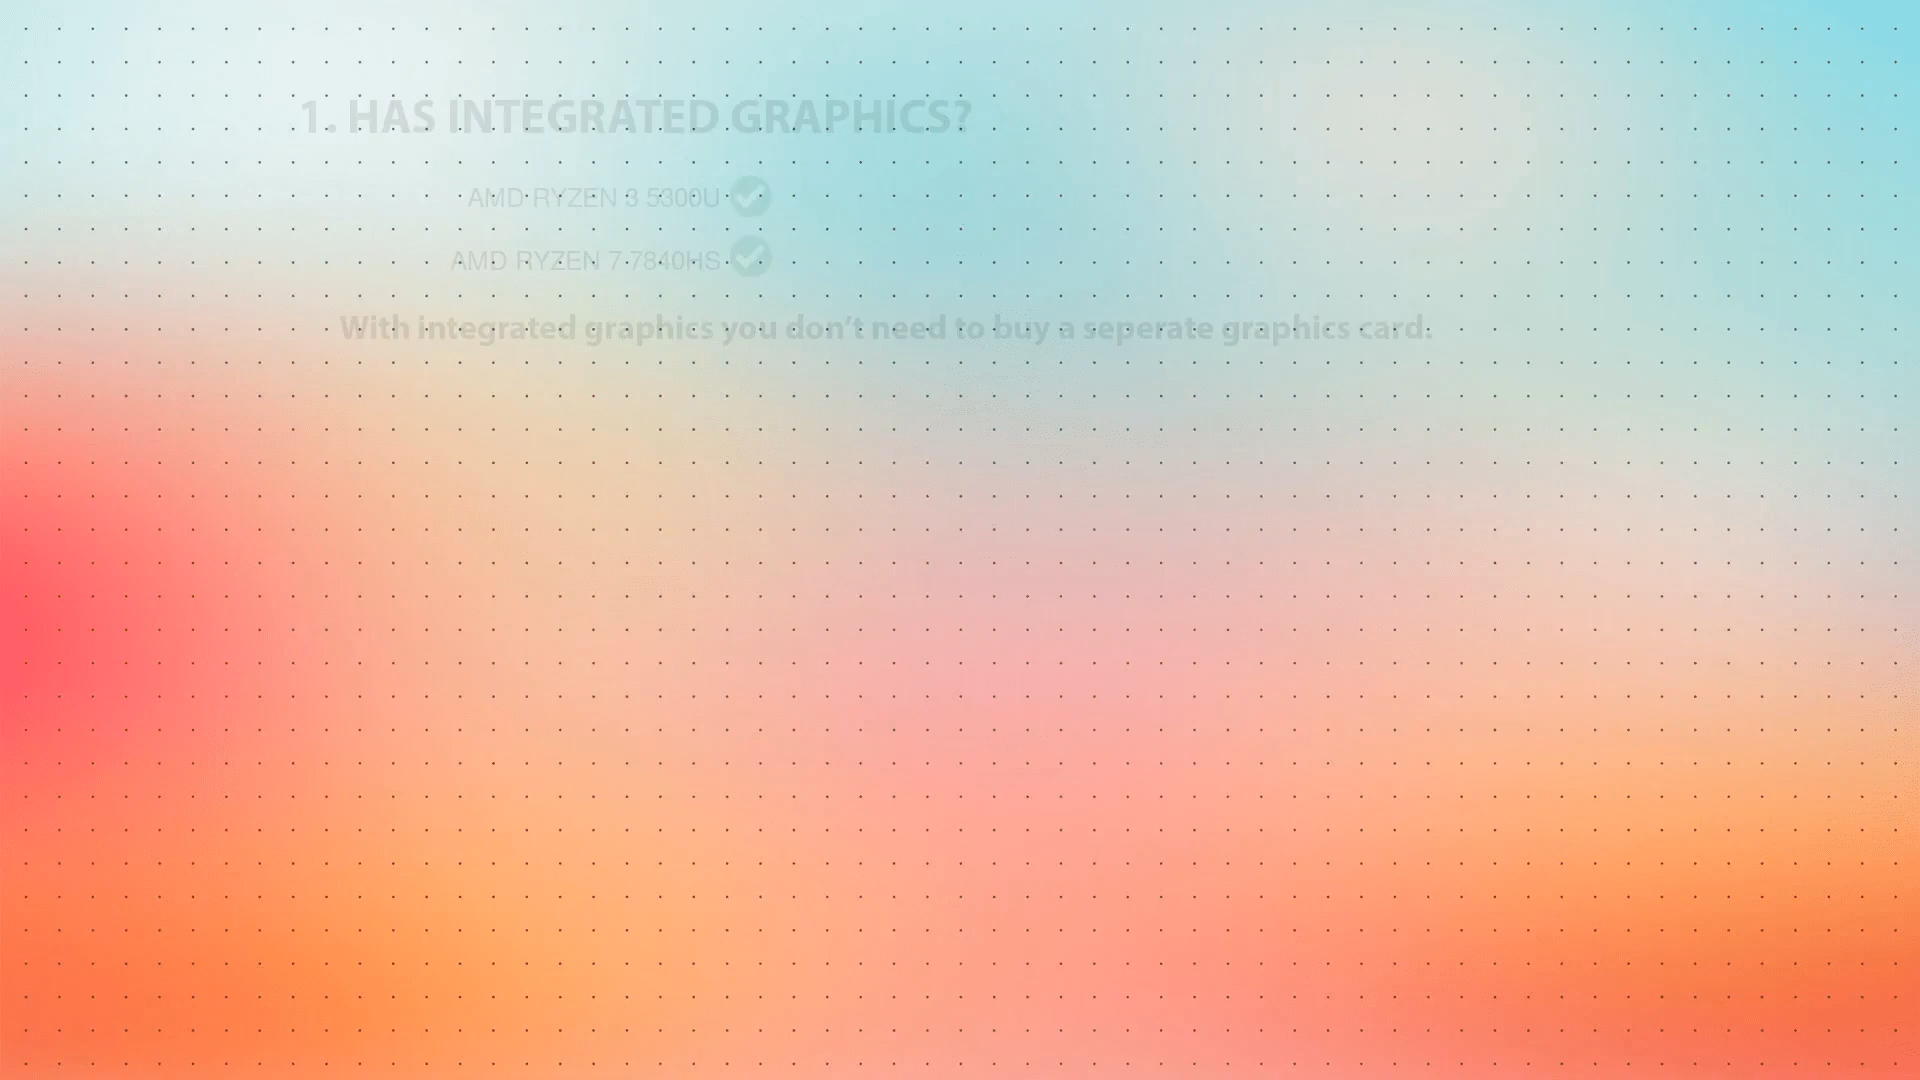 1. HAS INTEGRATED GRAPHICS?
AMD RYZEN 3 5300U
AMD RYZEN 7 7840HS
With integrated graphics you don’t need to buy a seperate graphics card.